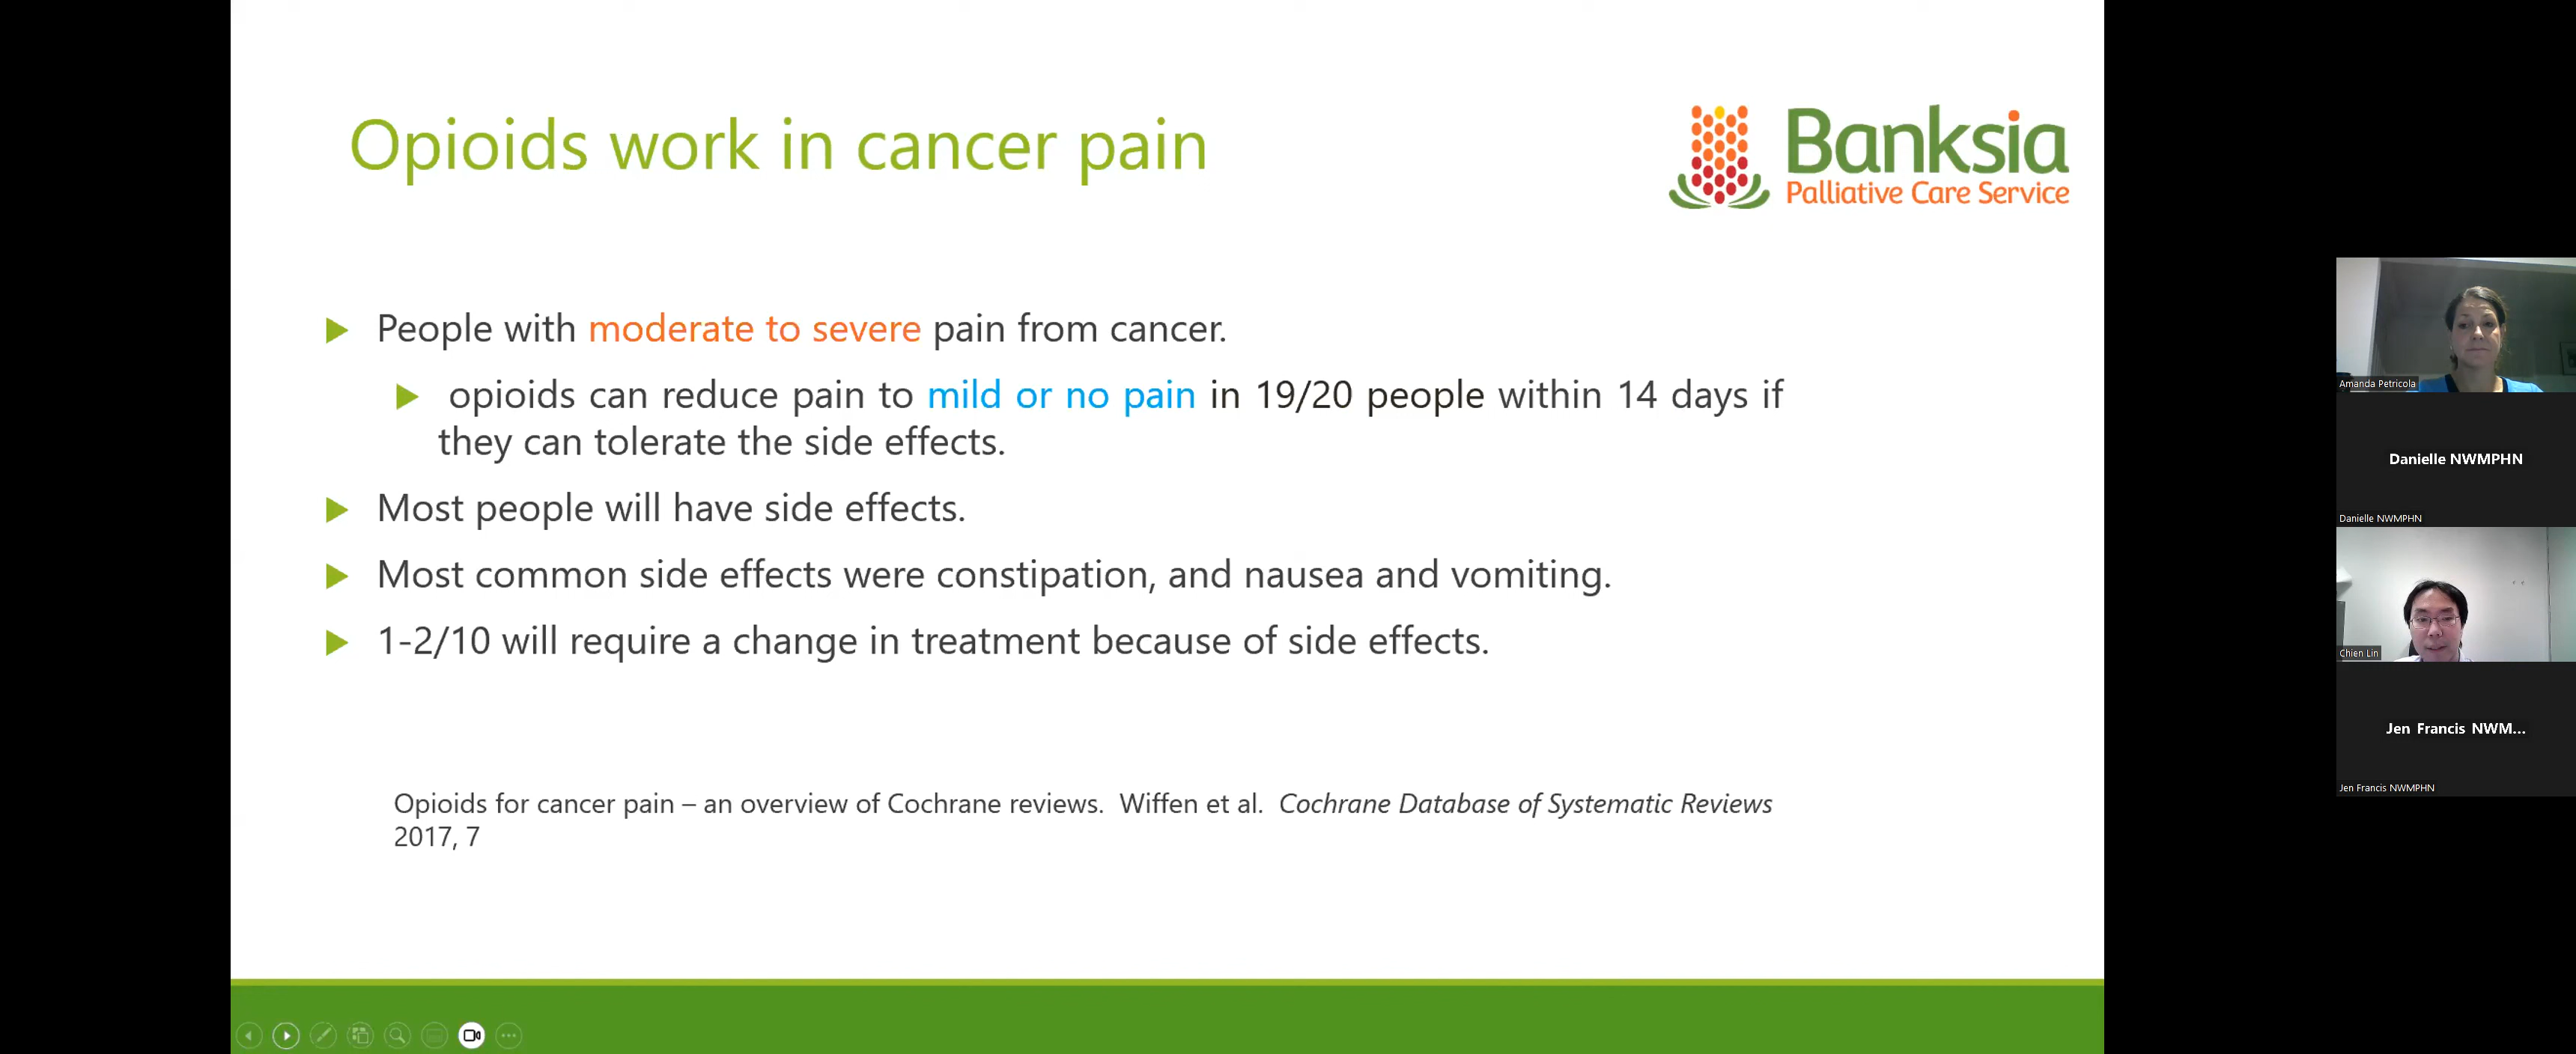 Opioids work in cancer pain
Banksia
Palliative Care Service
People with moderate to severe pain from cancer.
opioids can reduce pain to mild or no pain in 19/20 people within 14 days if
they can tolerate the side effects.
Most people will have side effects.
Most common side effects were constipation, and nausea and vomiting.
1-2/10 will require a change in treatment because of side effects.
Opioids for cancer pain – an overview of Cochrane reviews. Wiffen et al. Cochrane Database of Systematic Reviews
2017, 7
Amanda Petricola
Danielle NWMPHN
Danielle NWMPHN
Chien Lin
Jen Francis NWM...
Jen Francis NWMPHN